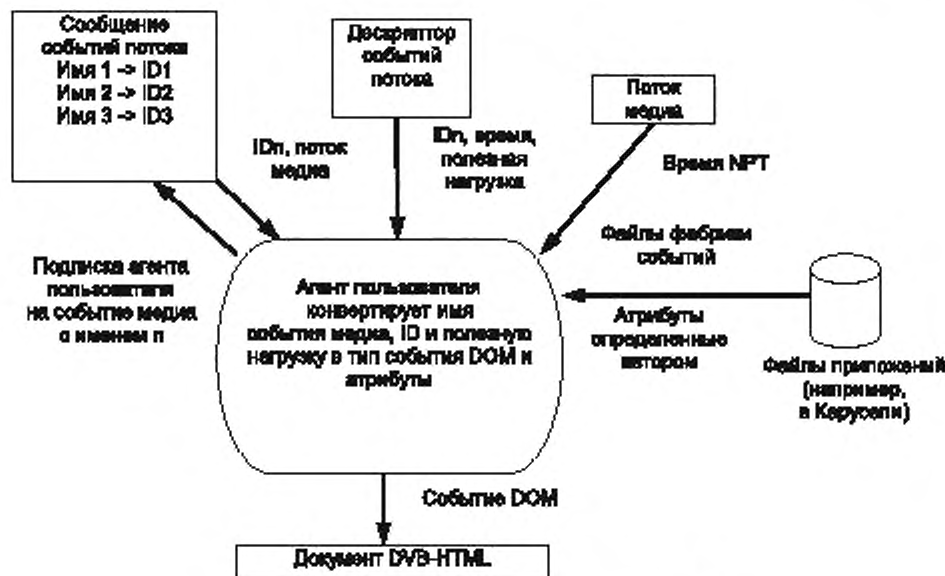 Сообщение
событий потока
Имя 1 -> ID1
Имя 2 -> ID2
Имя 3 -> ID3
Дескриптор
событий
потока
Поток
медиа
IDn, поток
медиа
IDn, время,
полезная
нагрузка
Время NPT
Подписка агента
пользователя
на событие медиа
с именем n
Агент пользователя
конвертирует имя
события медиа, ID и полезную
нагрузку в тип события DOM и
атрибуты
Файлы фабрики
событий
Атрибуты
определенные
автором
Файлы приложений
(например,
в Карусели)
Событие DOM
Документ DVB-HTML